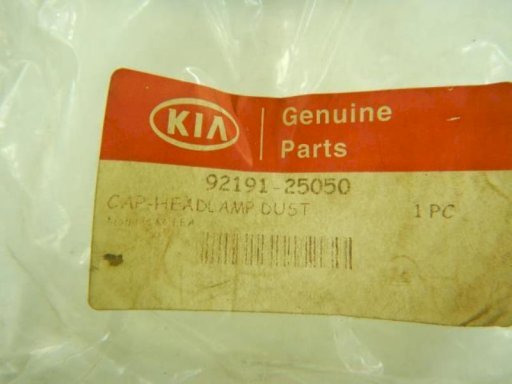 KIA
Genuine
Parts
92191-25050
CAP-HEADLAMP DUST
1 PC